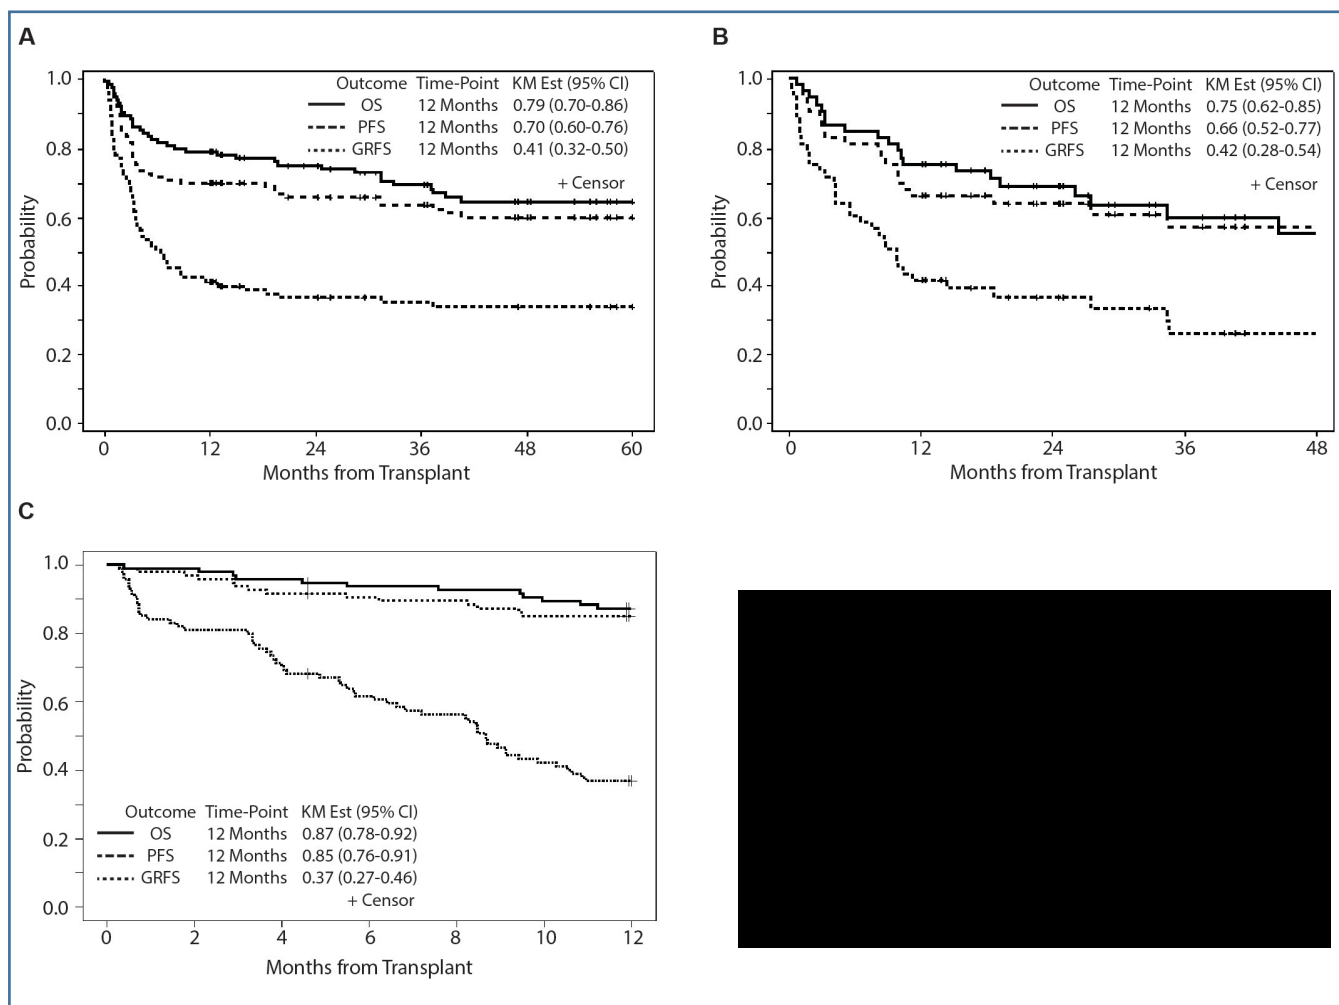 A
Outcome Time-Point KM Est (95% CI)
OS 12 Months 0.79 (0.70-0.86)
PFS 12 Months 0.70 (0.60-0.76)
GRFS 12 Months 0.41 (0.32-0.50)
+ Censor
Probability
1.0
0.8
0.6
0.4
0.2
0.0
0 12 24 36 48 60
Months from Transplant
B
Outcome Time-Point KM Est (95% CI)
OS 12 Months 0.75 (0.62-0.85)
PFS 12 Months 0.66 (0.52-0.77)
GRFS 12 Months 0.42 (0.28-0.54)
+ Censor
Probability
1.0
0.8
0.6
0.4
0.2
0.0
0 12 24 36 48
Months from Transplant
C
Probability
1.0
0.8
0.6
0.4
0.2
0.0
Outcome Time-Point KM Est (95% CI)
OS 12 Months 0.87 (0.78-0.92)
PFS 12 Months 0.85 (0.76-0.91)
GRFS 12 Months 0.37 (0.27-0.46)
+ Censor
0 2 4 6 8 10 12
Months from Transplant